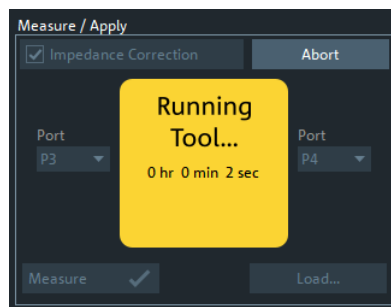 Measure / Apply
Impedance Correction
Abort
Running
Tool...
0 hr 0 min 2 sec
Port
P3
Port
P4
Measure
Load...